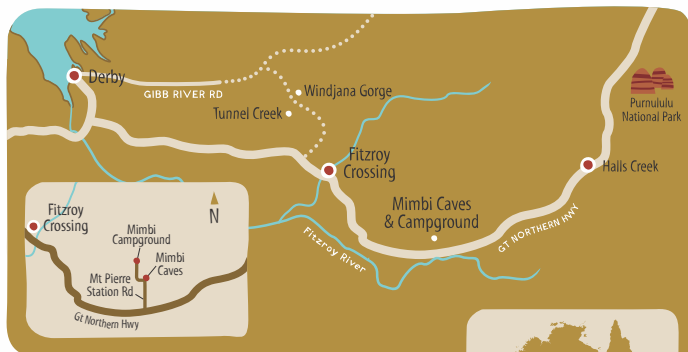 Derby
GIBB RIVER RD
Windjana Gorge
Tunnel Creek
Purnululu
National Park
Fitzroy
Crossing
Halls Creek
Mimbi Caves
& Campground
GT NORTHERN HWY
Fitzroy River
Fitzroy
Crossing
N
Mimbi
Campground
Mimbi
Caves
Mt Pierre
Station Rd
Gt Northern Hwy